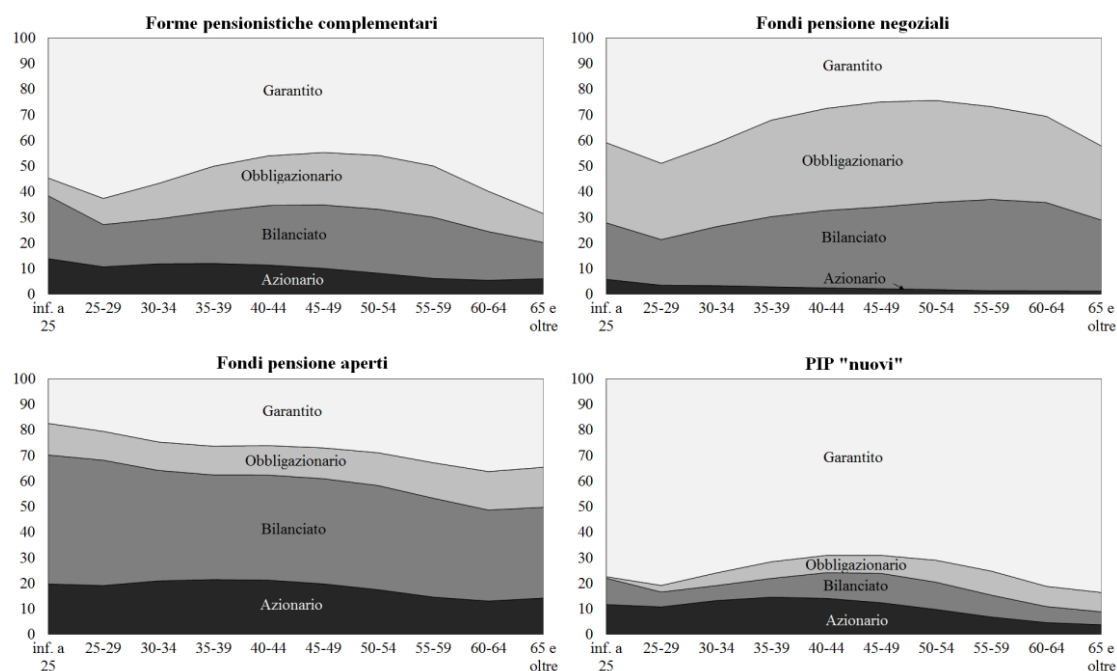 Forme pensionistiche complementari
100
90
80
70
60
50
40
30
20
10
0
Garantito
Obbligazionario
Bilanciato
Azionario
inf. a 25-29 30-34 35-39 40-44 45-49 50-54 55-59 60-64 65 e
25 oltre
Fondi pensione negoziali
100
90
80
70
60
50
40
30
20
10
0
Garantito
Obbligazionario
Bilanciato
Azionario
inf. a 25-29 30-34 35-39 40-44 45-49 50-54 55-59 60-64 65 e
25 oltre
Fondi pensione aperti
100
90
80
70
60
50
40
30
20
10
0
Garantito
Obbligazionario
Bilanciato
Azionario
inf. a 25-29 30-34 35-39 40-44 45-49 50-54 55-59 60-64 65 e
25 oltre
PIP "nuovi"
100
90
80
70
60
50
40
30
20
10
0
Garantito
Obbligazionario
Bilanciato
Azionario
inf. a 25-29 30-34 35-39 40-44 45-49 50-54 55-59 60-64 65 e
25 oltre